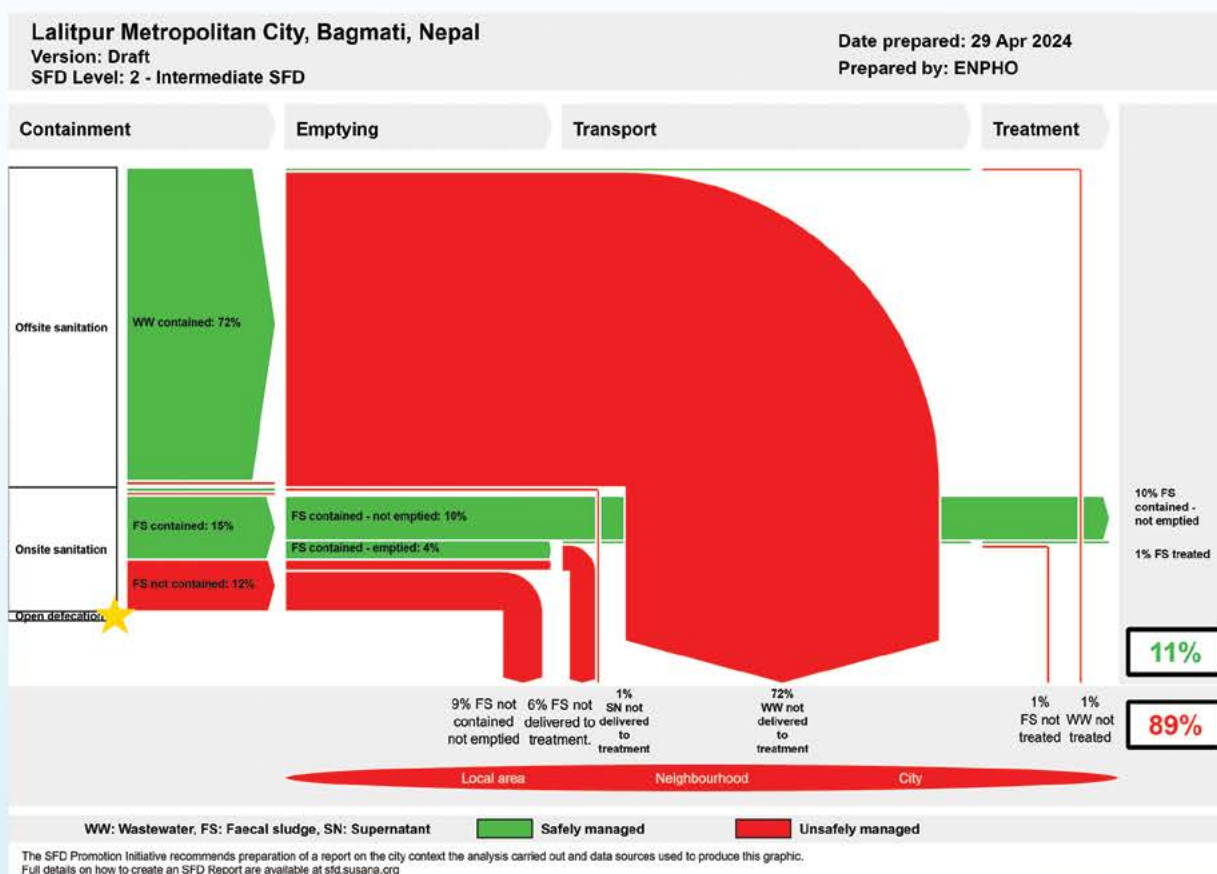 Lalitpur Metropolitan City, Bagmati, Nepal
Version: Draft
SFD Level: 2 - Intermediate SFD
Date prepared: 29 Apr 2024
Prepared by: ENPHO
Containment
Emptying
Transport
Treatment
Offsite sanitation
WW contained: 72%
Onsite sanitation
FS contained: 15%
FS contained - not emptied: 10%
FS contained - emptied: 4%
FS not contained: 12%
Open defecation
10% FS
contained -
not emptied
1% FS treated
11%
89%
9% FS not
contained
not emptied
6% FS not
delivered to
treatment.
1%
SN not
delivered
to
treatment
72%
WW not
delivered
to
treatment
1%
FS not
treated
1%
WW not
treated
Local area
Neighbourhood
City
WW: Wastewater, FS: Faecal sludge, SN: Supernatant
Safely managed
Unsafely managed
The SFD Promotion Initiative recommends preparation of a report on the city context the analysis carried out and data sources used to produce this graphic.
Full details on how to create an SFD Report are available at sfd.susana.org